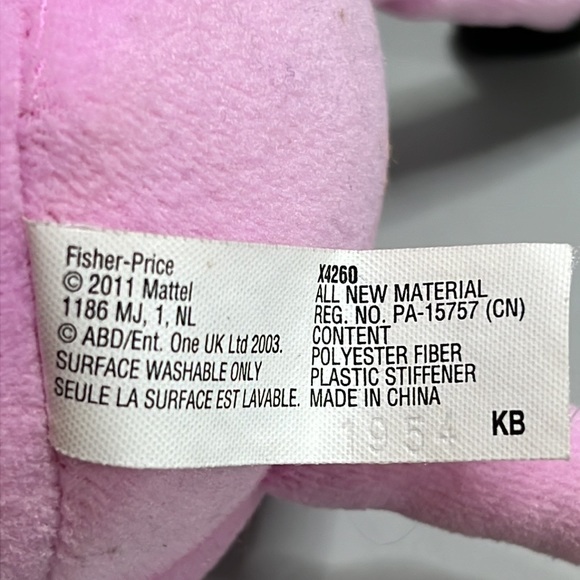 Fisher-Price
© 2011 Mattel
1186 MJ, 1, NL
© ABD/Ent. One UK Ltd 2003.
SURFACE WASHABLE ONLY
SEULE LA SURFACE EST LAVABLE.
X4260
ALL NEW MATERIAL
REG. NO. PA-15757 (CN)
CONTENT
POLYESTER FIBER
PLASTIC STIFFENER
MADE IN CHINA
1954
KB